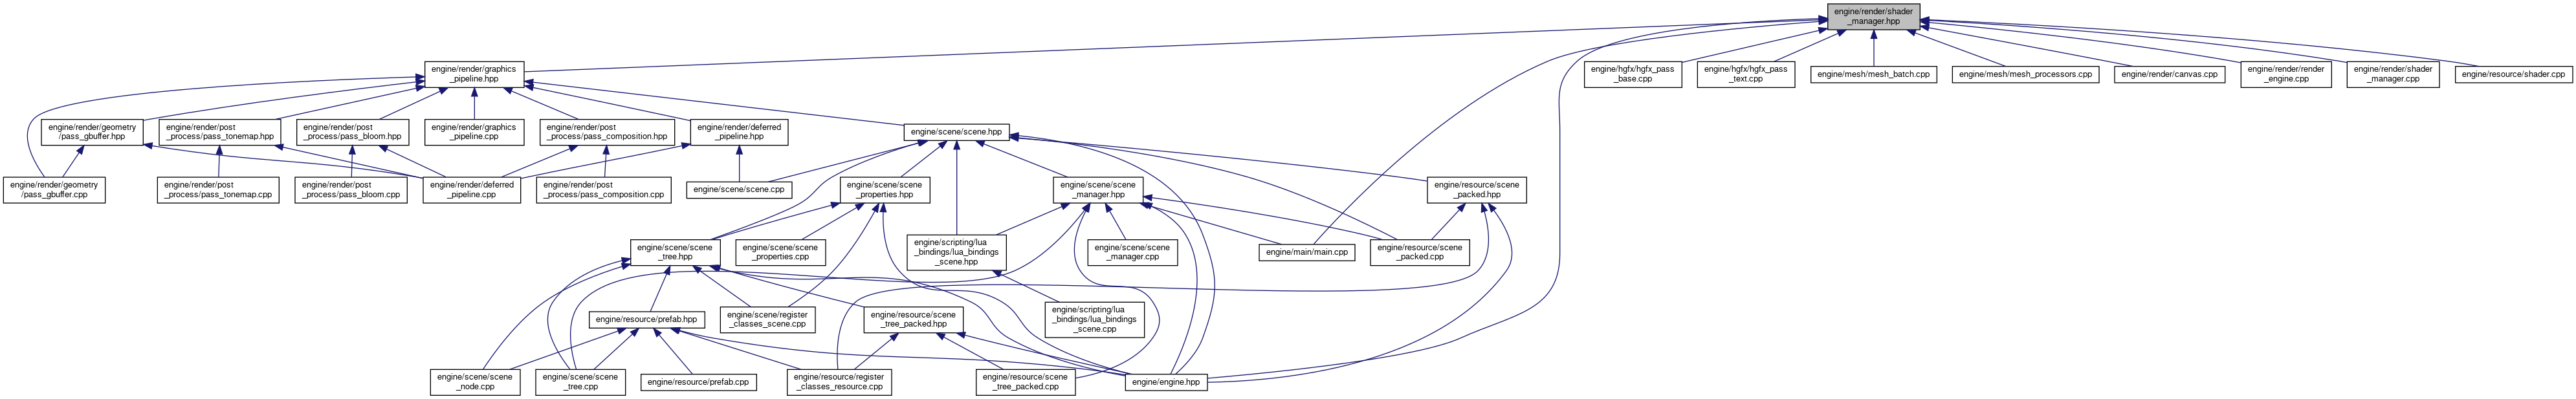 engine/render/shader
_manager.hpp
engine/render/graphics
_pipeline.hpp
engine/hgfx/hgfx_pass
_base.cpp
engine/hgfx/hgfx_pass
_text.cpp
engine/mesh/mesh_batch.cpp
engine/mesh/mesh_processors.cpp
engine/render/canvas.cpp
engine/render/render
_engine.cpp
engine/render/shader
_manager.cpp
engine/resource/shader.cpp
engine/render/geometry
/pass_gbuffer.hpp
engine/render/post
_process/pass_tonemap.hpp
engine/render/post
_process/pass_bloom.hpp
engine/render/graphics
_pipeline.cpp
engine/render/post
_process/pass_composition.hpp
engine/render/deferred
_pipeline.hpp
engine/scene/scene.hpp
engine/render/geometry
/pass_gbuffer.cpp
engine/render/post
_process/pass_tonemap.cpp
engine/render/post
_process/pass_bloom.cpp
engine/render/deferred
_pipeline.cpp
engine/render/post
_process/pass_composition.cpp
engine/scene/scene.cpp
engine/scene/scene
_properties.hpp
engine/scene/scene
_manager.hpp
engine/resource/scene
_packed.hpp
engine/scene/scene
_tree.hpp
engine/scene/scene
_properties.cpp
engine/scripting/lua
_bindings/lua_bindings
_scene.hpp
engine/scene/scene
_manager.cpp
engine/main/main.cpp
engine/resource/scene
_packed.cpp
engine/resource/prefab.hpp
engine/scene/register
_classes_scene.cpp
engine/resource/scene
_tree_packed.hpp
engine/scripting/lua
_bindings/lua_bindings
_scene.cpp
engine/scene/scene
_node.cpp
engine/scene/scene
_tree.cpp
engine/resource/prefab.cpp
engine/resource/register
_classes_resource.cpp
engine/resource/scene
_tree_packed.cpp
engine/engine.hpp